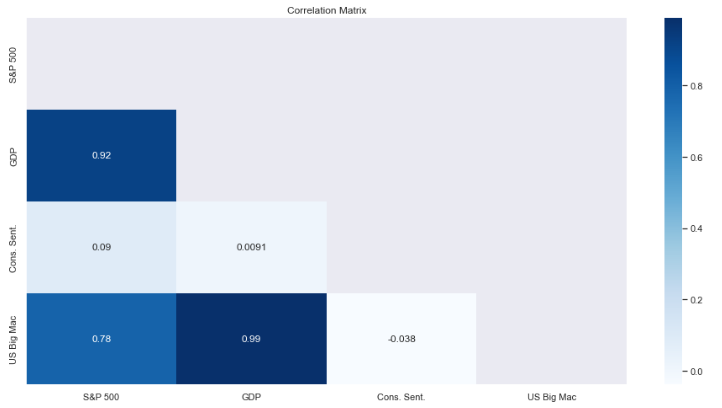 Correlation Matrix
S&P 500
GDP
Cons. Sent.
US Big Mac
0.92
0.09
0.0091
0.78
0.99
-0.038
S&P 500
GDP
Cons. Sent.
US Big Mac
0.8
0.6
0.4
0.2
0.0